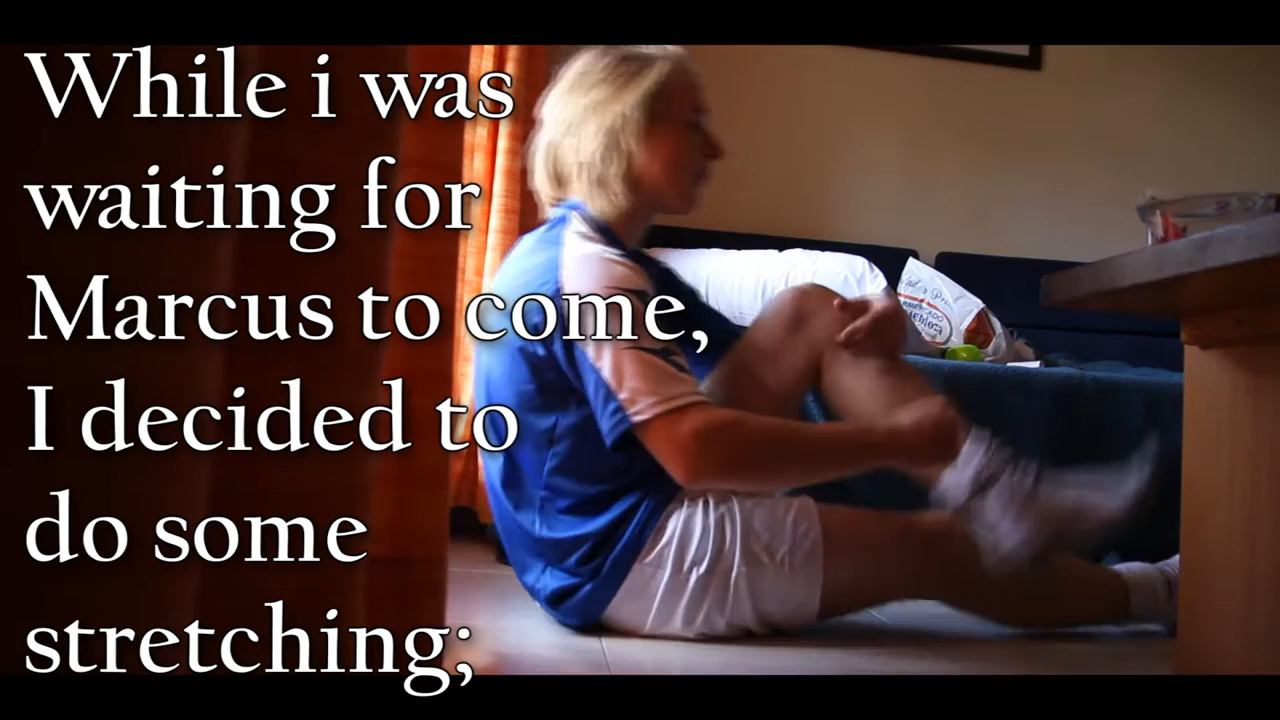 While i was
waiting for
Marcus to come,
I decided to
do some
stretching;